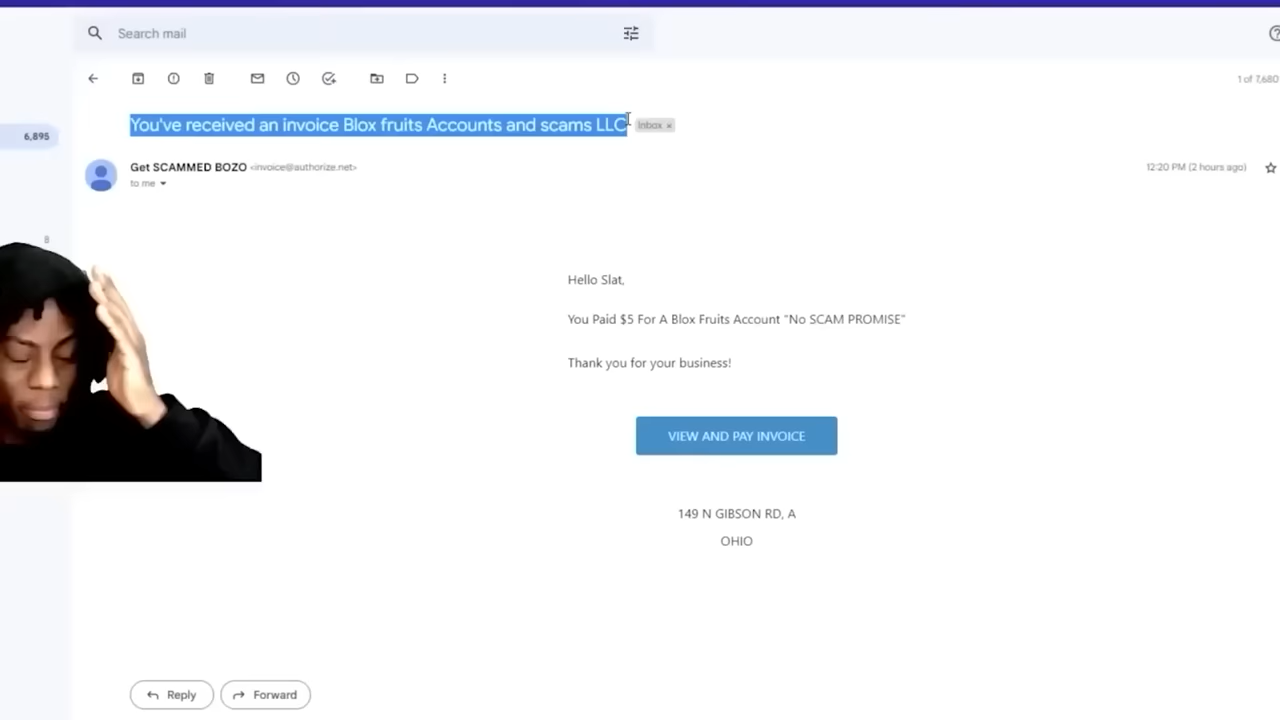 Search mail
1 of 7,680
You've received an invoice Blox fruits Accounts and scams LLC
Inbox ×
6,895
Get SCAMMED BOZO <invoice@authorize.net>
12:20 PM (2 hours ago)
to me
8
Hello Slat,
You Paid $5 For A Blox Fruits Account "No SCAM PROMISE"
Thank you for your business!
VIEW AND PAY INVOICE
149 N GIBSON RD, A
OHIO
Reply
Forward